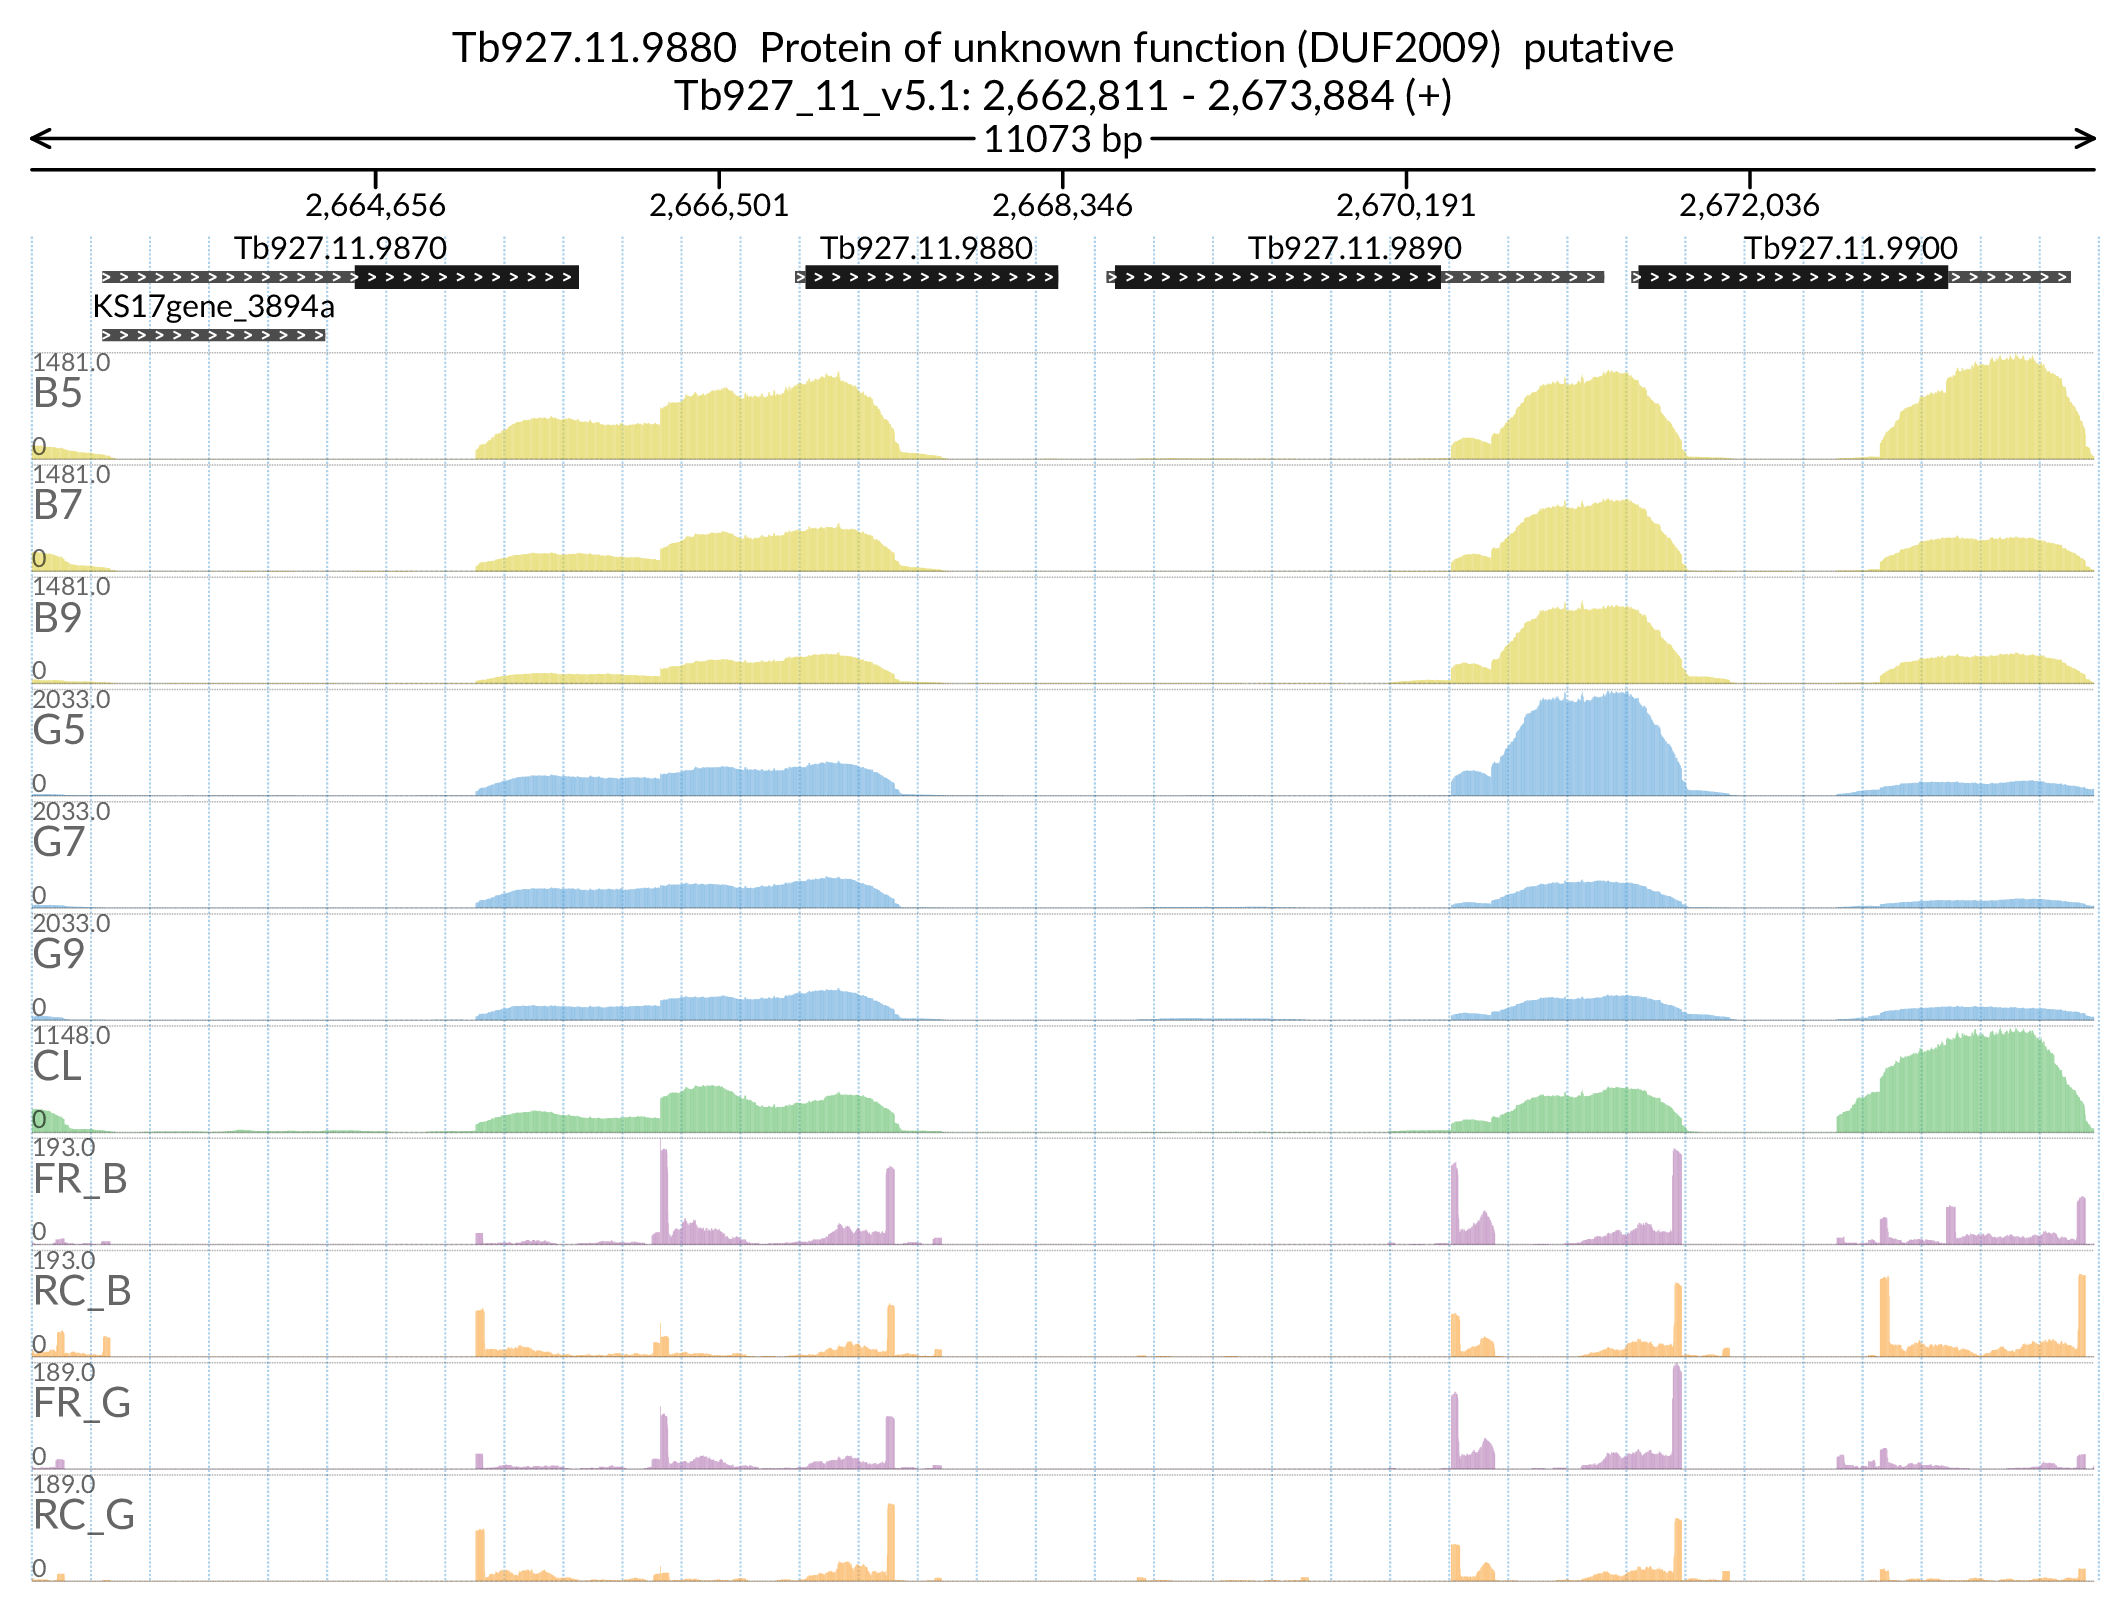 Tb927.11.9880  Protein of unknown function (DUF2009)  putative
Tb927_11_v5.1: 2,662,811 - 2,673,884 (+)
11073 bp
2,664,656 2,666,501 2,668,346 2,670,191 2,672,036
Tb927.11.9870 Tb927.11.9880 Tb927.11.9890 Tb927.11.9900
KS17gene_3894a
1481.0
B5
0
1481.0
B7
0
1481.0
B9
0
2033.0
G5
0
2033.0
G7
0
2033.0
G9
0
1148.0
CL
0
193.0
FR_B
0
193.0
RC_B
0
189.0
FR_G
0
189.0
RC_G
0